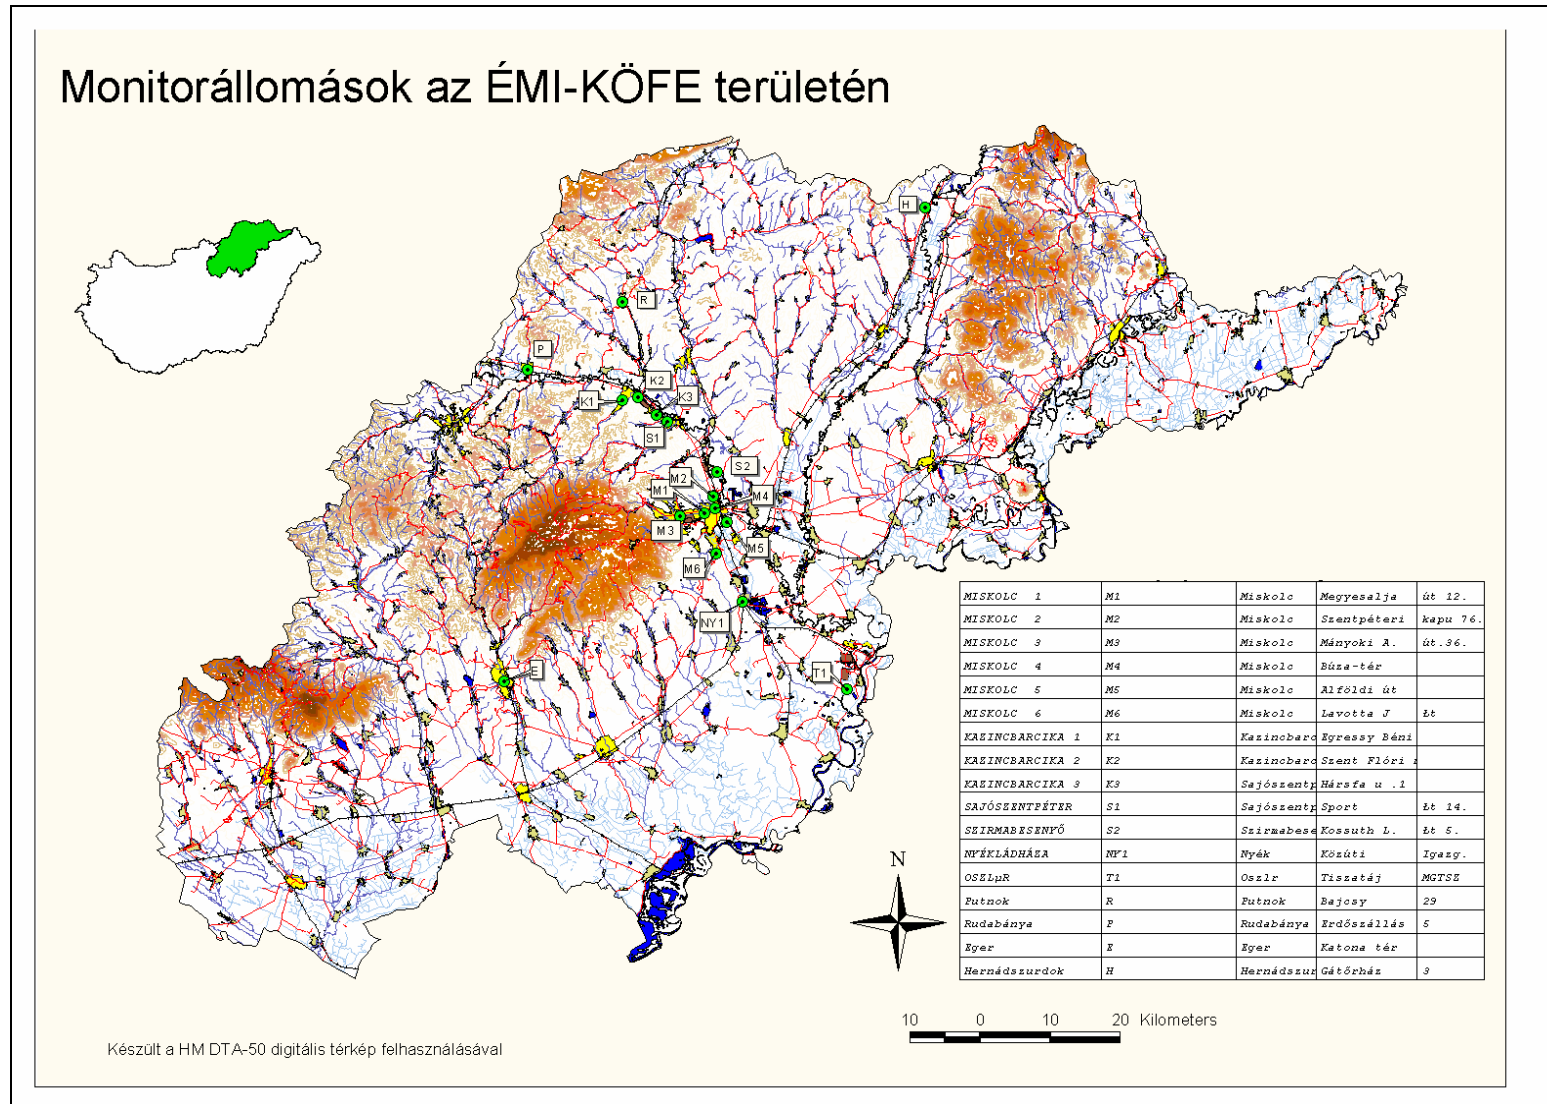 Monitorállomások az ÉMI-KÖFE területén
H
R
P
K2
K1
K3
S1
S2
M2
M1
M4
M3
M5
M6
NY1
E
T1
MISKOLC 1 M1 Miskolc Megyesalja út 12.
MISKOLC 2 M2 Miskolc Szentpéteri kapu 76.
MISKOLC 3 M3 Miskolc Mányoki A. út.36.
MISKOLC 4 M4 Miskolc Búza-tér
MISKOLC 5 M5 Miskolc Alföldi út
MISKOLC 6 M6 Miskolc Lavotta J Łt
KAZINCBARCIKA 1 K1 Kazincbarc Egressy Béni
KAZINCBARCIKA 2 K2 Kazincbarc Szent Flóri
KAZINCBARCIKA 3 K3 Sajószentp Hársfa u .1
SAJÓSZENTPÉTER S1 Sajószentp Sport Łt 14.
SZIRMABESENYŐ S2 Szirmabese Kossuth L. Łt 5.
NYÉKLÁDHÁZA NY1 Nyék Közúti Igazg.
OSZLµR T1 Oszlr Tiszatáj MGTSZ
Putnok R Putnok Bajcsy 29
Rudabánya P Rudabánya Erdőszállás 5
Eger E Eger Katona tér
Hernádszurdok H Hernádszur Gátőrház 3
N
10 0 10 20 Kilometers
Készült a HM DTA-50 digitális térkép felhasználásával